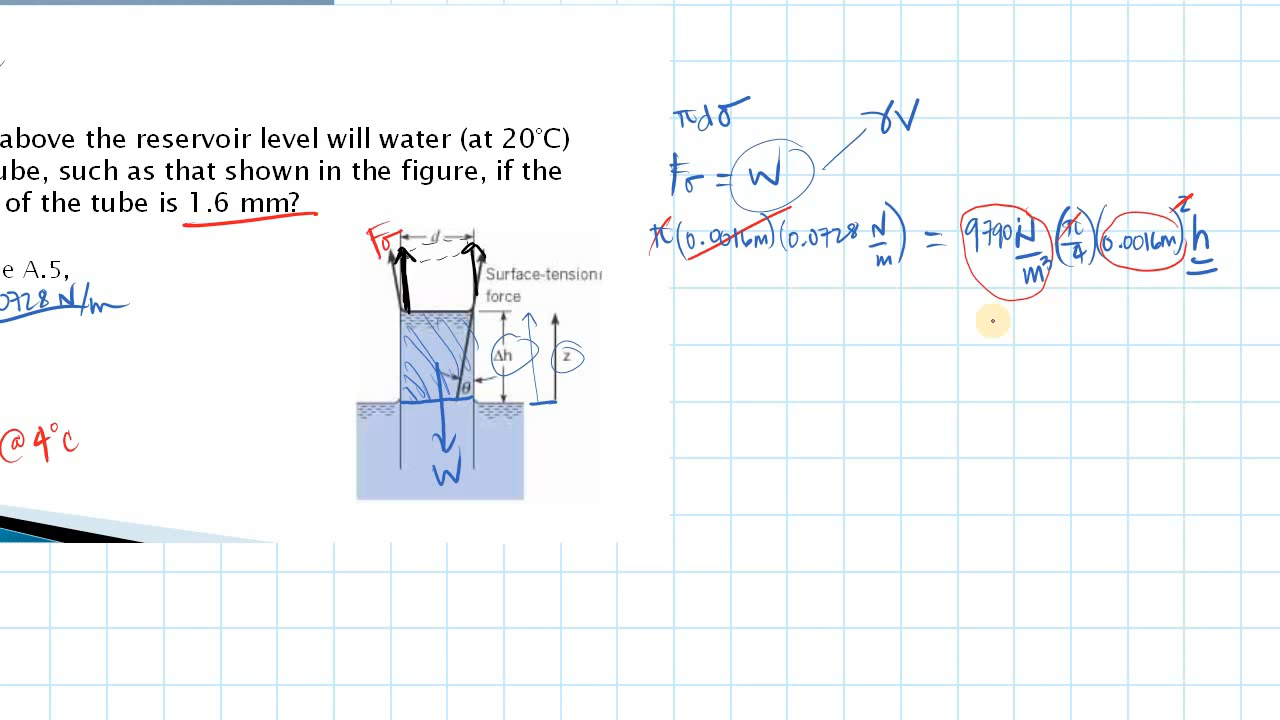 above the reservoir level will water (at 20°C)
ube, such as that shown in the figure, if the
of the tube is 1.6 mm?
e A.5,
0728 N/m
@ 4°C
Fσ
d
Surface-tension
force
Δh
z
θ
W
πdσ
γV
Fσ = W
π(0.0016m)(0.0728 N/m) = 9790 N/m³ (π/4)(0.0016m)² h